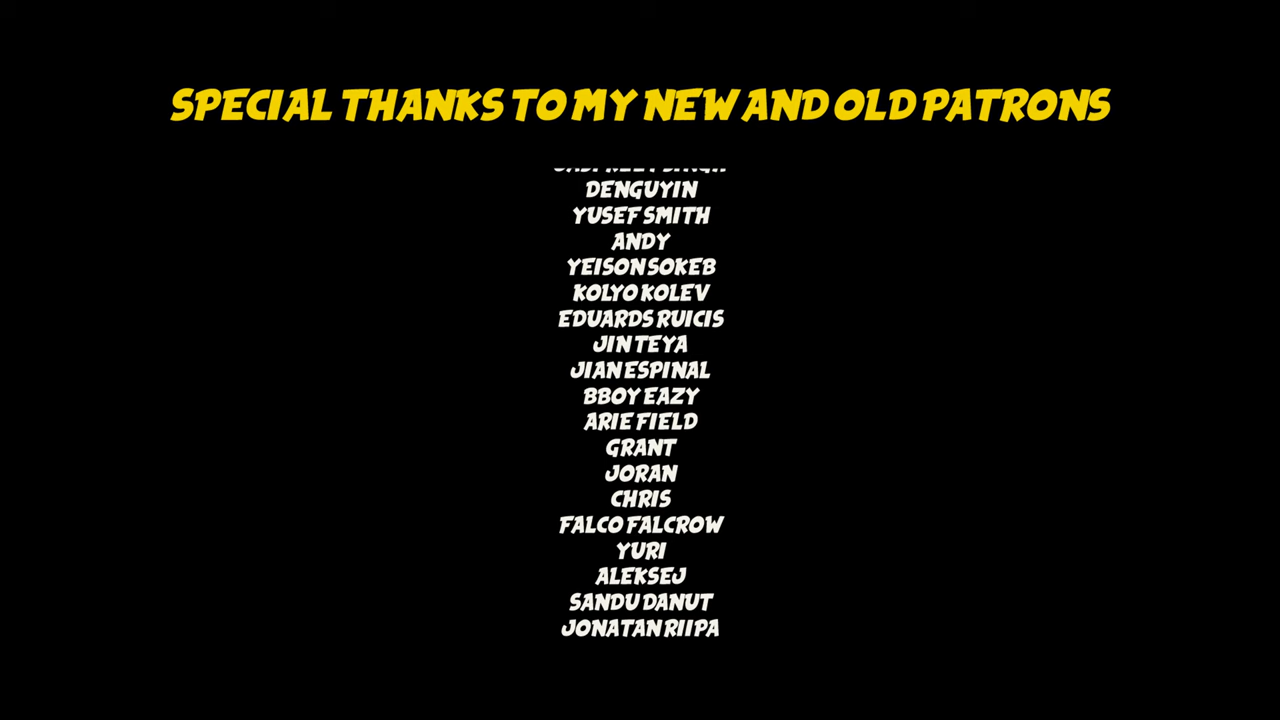 SPECIAL THANKS TO MY NEW AND OLD PATRONS
DENGUYIN
YUSEF SMITH
ANDY
YEISON SOKEB
KOLYO KOLEV
EDUARDS RUICIS
JIN TEYA
JIAN ESPINAL
BBOY EAZY
ARIE FIELD
GRANT
JORAN
CHRIS
FALCO FALCROW
YURI
ALEKSEJ
SANDU DANUT
JONATAN RIIPA